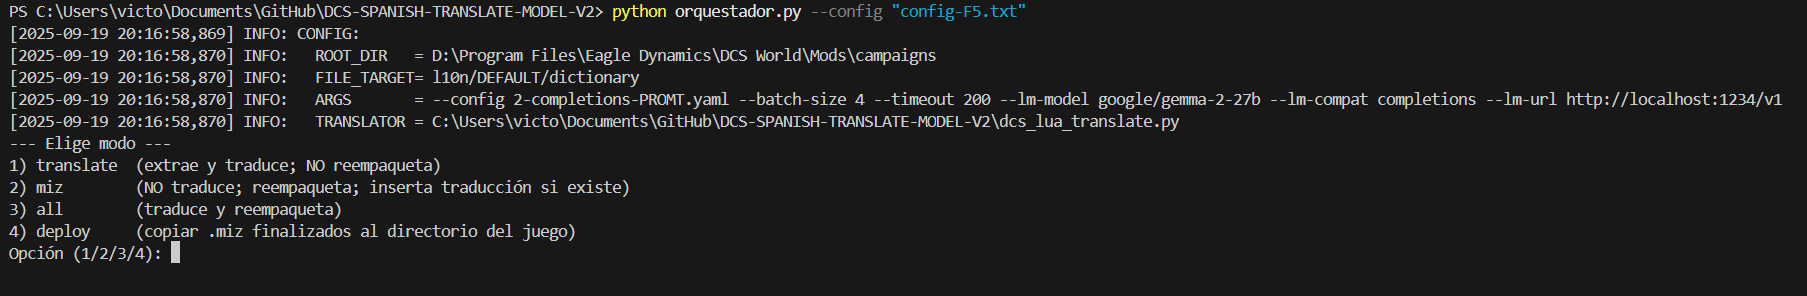 PS C:\Users\victo\Documents\GitHub\DCS-SPANISH-TRANSLATE-MODEL-V2> python orquestador.py --config "config-F5.txt"
[2025-09-19 20:16:58,869] INFO: CONFIG:
[2025-09-19 20:16:58,870] INFO:   ROOT_DIR   = D:\Program Files\Eagle Dynamics\DCS World\Mods\campaigns
[2025-09-19 20:16:58,870] INFO:   FILE_TARGET= l10n/DEFAULT/dictionary
[2025-09-19 20:16:58,870] INFO:   ARGS       = --config 2-completions-PROMT.yaml --batch-size 4 --timeout 200 --lm-model google/gemma-2-27b --lm-compat completions --lm-url http://localhost:1234/v1
[2025-09-19 20:16:58,870] INFO:   TRANSLATOR = C:\Users\victo\Documents\GitHub\DCS-SPANISH-TRANSLATE-MODEL-V2\dcs_lua_translate.py
--- Elige modo ---
1) translate  (extrae y traduce; NO reempaqueta)
2) miz        (NO traduce; reempaqueta; inserta traducción si existe)
3) all        (traduce y reempaqueta)
4) deploy     (copiar .miz finalizados al directorio del juego)
Opción (1/2/3/4):